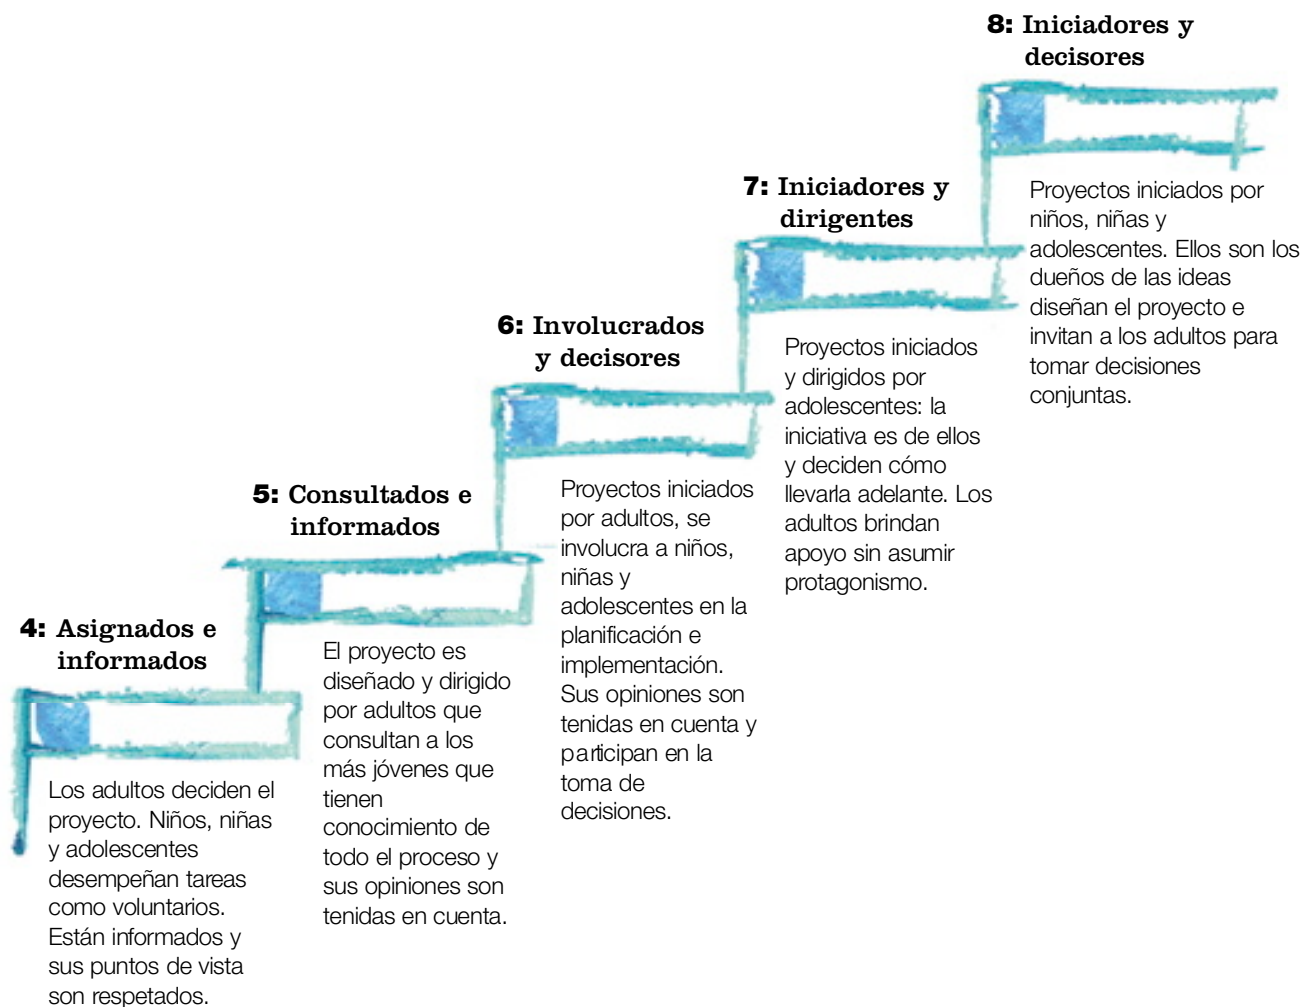 8: Iniciadores y
decisores
Proyectos iniciados por
niños, niñas y
adolescentes. Ellos son los
dueños de las ideas
diseñan el proyecto e
invitan a los adultos para
tomar decisiones
conjuntas.
7: Iniciadores y
dirigentes
Proyectos iniciados
y dirigidos por
adolescentes: la
iniciativa es de ellos
y deciden cómo
llevarla adelante. Los
adultos brindan
apoyo sin asumir
protagonismo.
6: Involucrados
y decisores
Proyectos iniciados
por adultos, se
involucra a niños,
niñas y
adolescentes en la
planificación e
implementación.
Sus opiniones son
tenidas en cuenta y
participan en la
toma de
decisiones.
5: Consultados e
informados
El proyecto es
diseñado y dirigido
por adultos que
consultan a los
más jóvenes que
tienen
conocimiento de
todo el proceso y
sus opiniones son
tenidas en cuenta.
4: Asignados e
informados
Los adultos deciden el
proyecto. Niños, niñas
y adolescentes
desempeñan tareas
como voluntarios.
Están informados y
sus puntos de vista
son respetados.